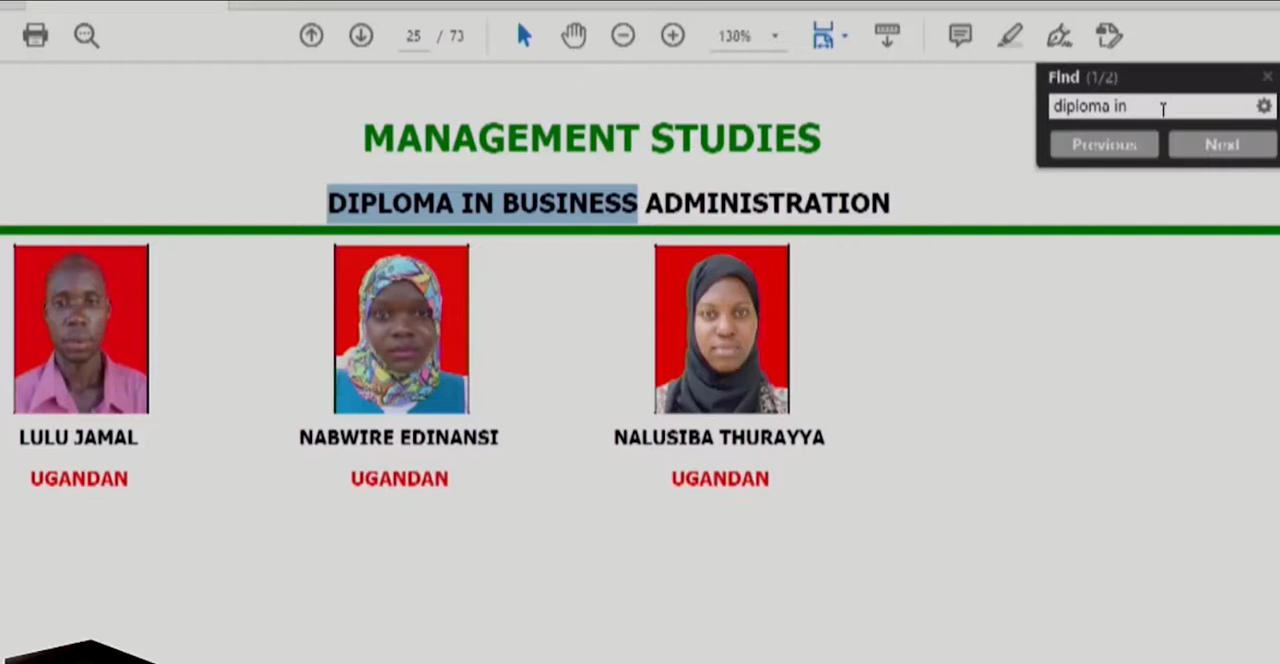 25 / 73
130%
Find (1/2)
diploma in
Previous
Next
MANAGEMENT STUDIES
DIPLOMA IN BUSINESS ADMINISTRATION
LULU JAMAL
NABWIRE EDINANSI
NALUSIBA THURAYYA
UGANDAN
UGANDAN
UGANDAN